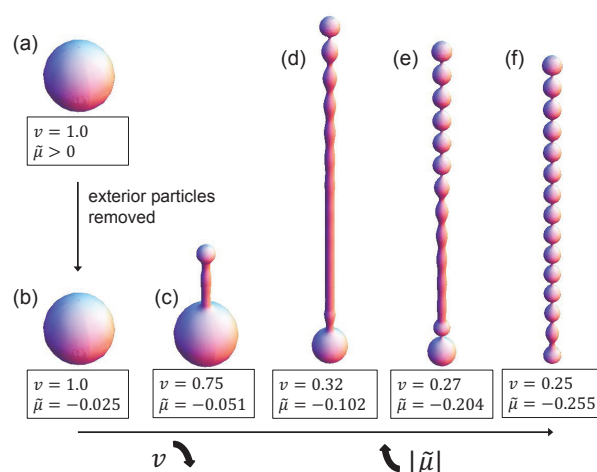 (a)
v = 1.0
μ̃ > 0
exterior particles
removed
(b)
v = 1.0
μ̃ = −0.025
(c)
v = 0.75
μ̃ = −0.051
(d)
v = 0.32
μ̃ = −0.102
(e)
v = 0.27
μ̃ = −0.204
(f)
v = 0.25
μ̃ = −0.255
v
|μ̃|